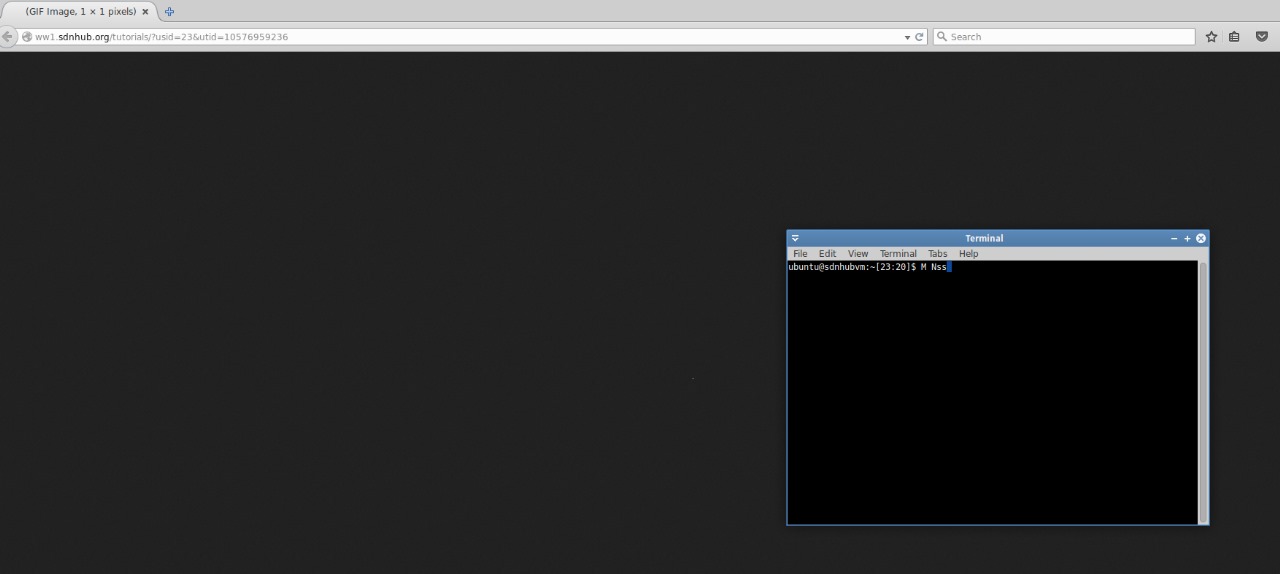 (GIF Image, 1 × 1 pixels)
ww1.sdnhub.org/tutorials/?usid=23&utid=10576959236
Search
Terminal
File Edit View Terminal Tabs Help
ubuntu@sdnhubvm:~[23:20]$ M Nss